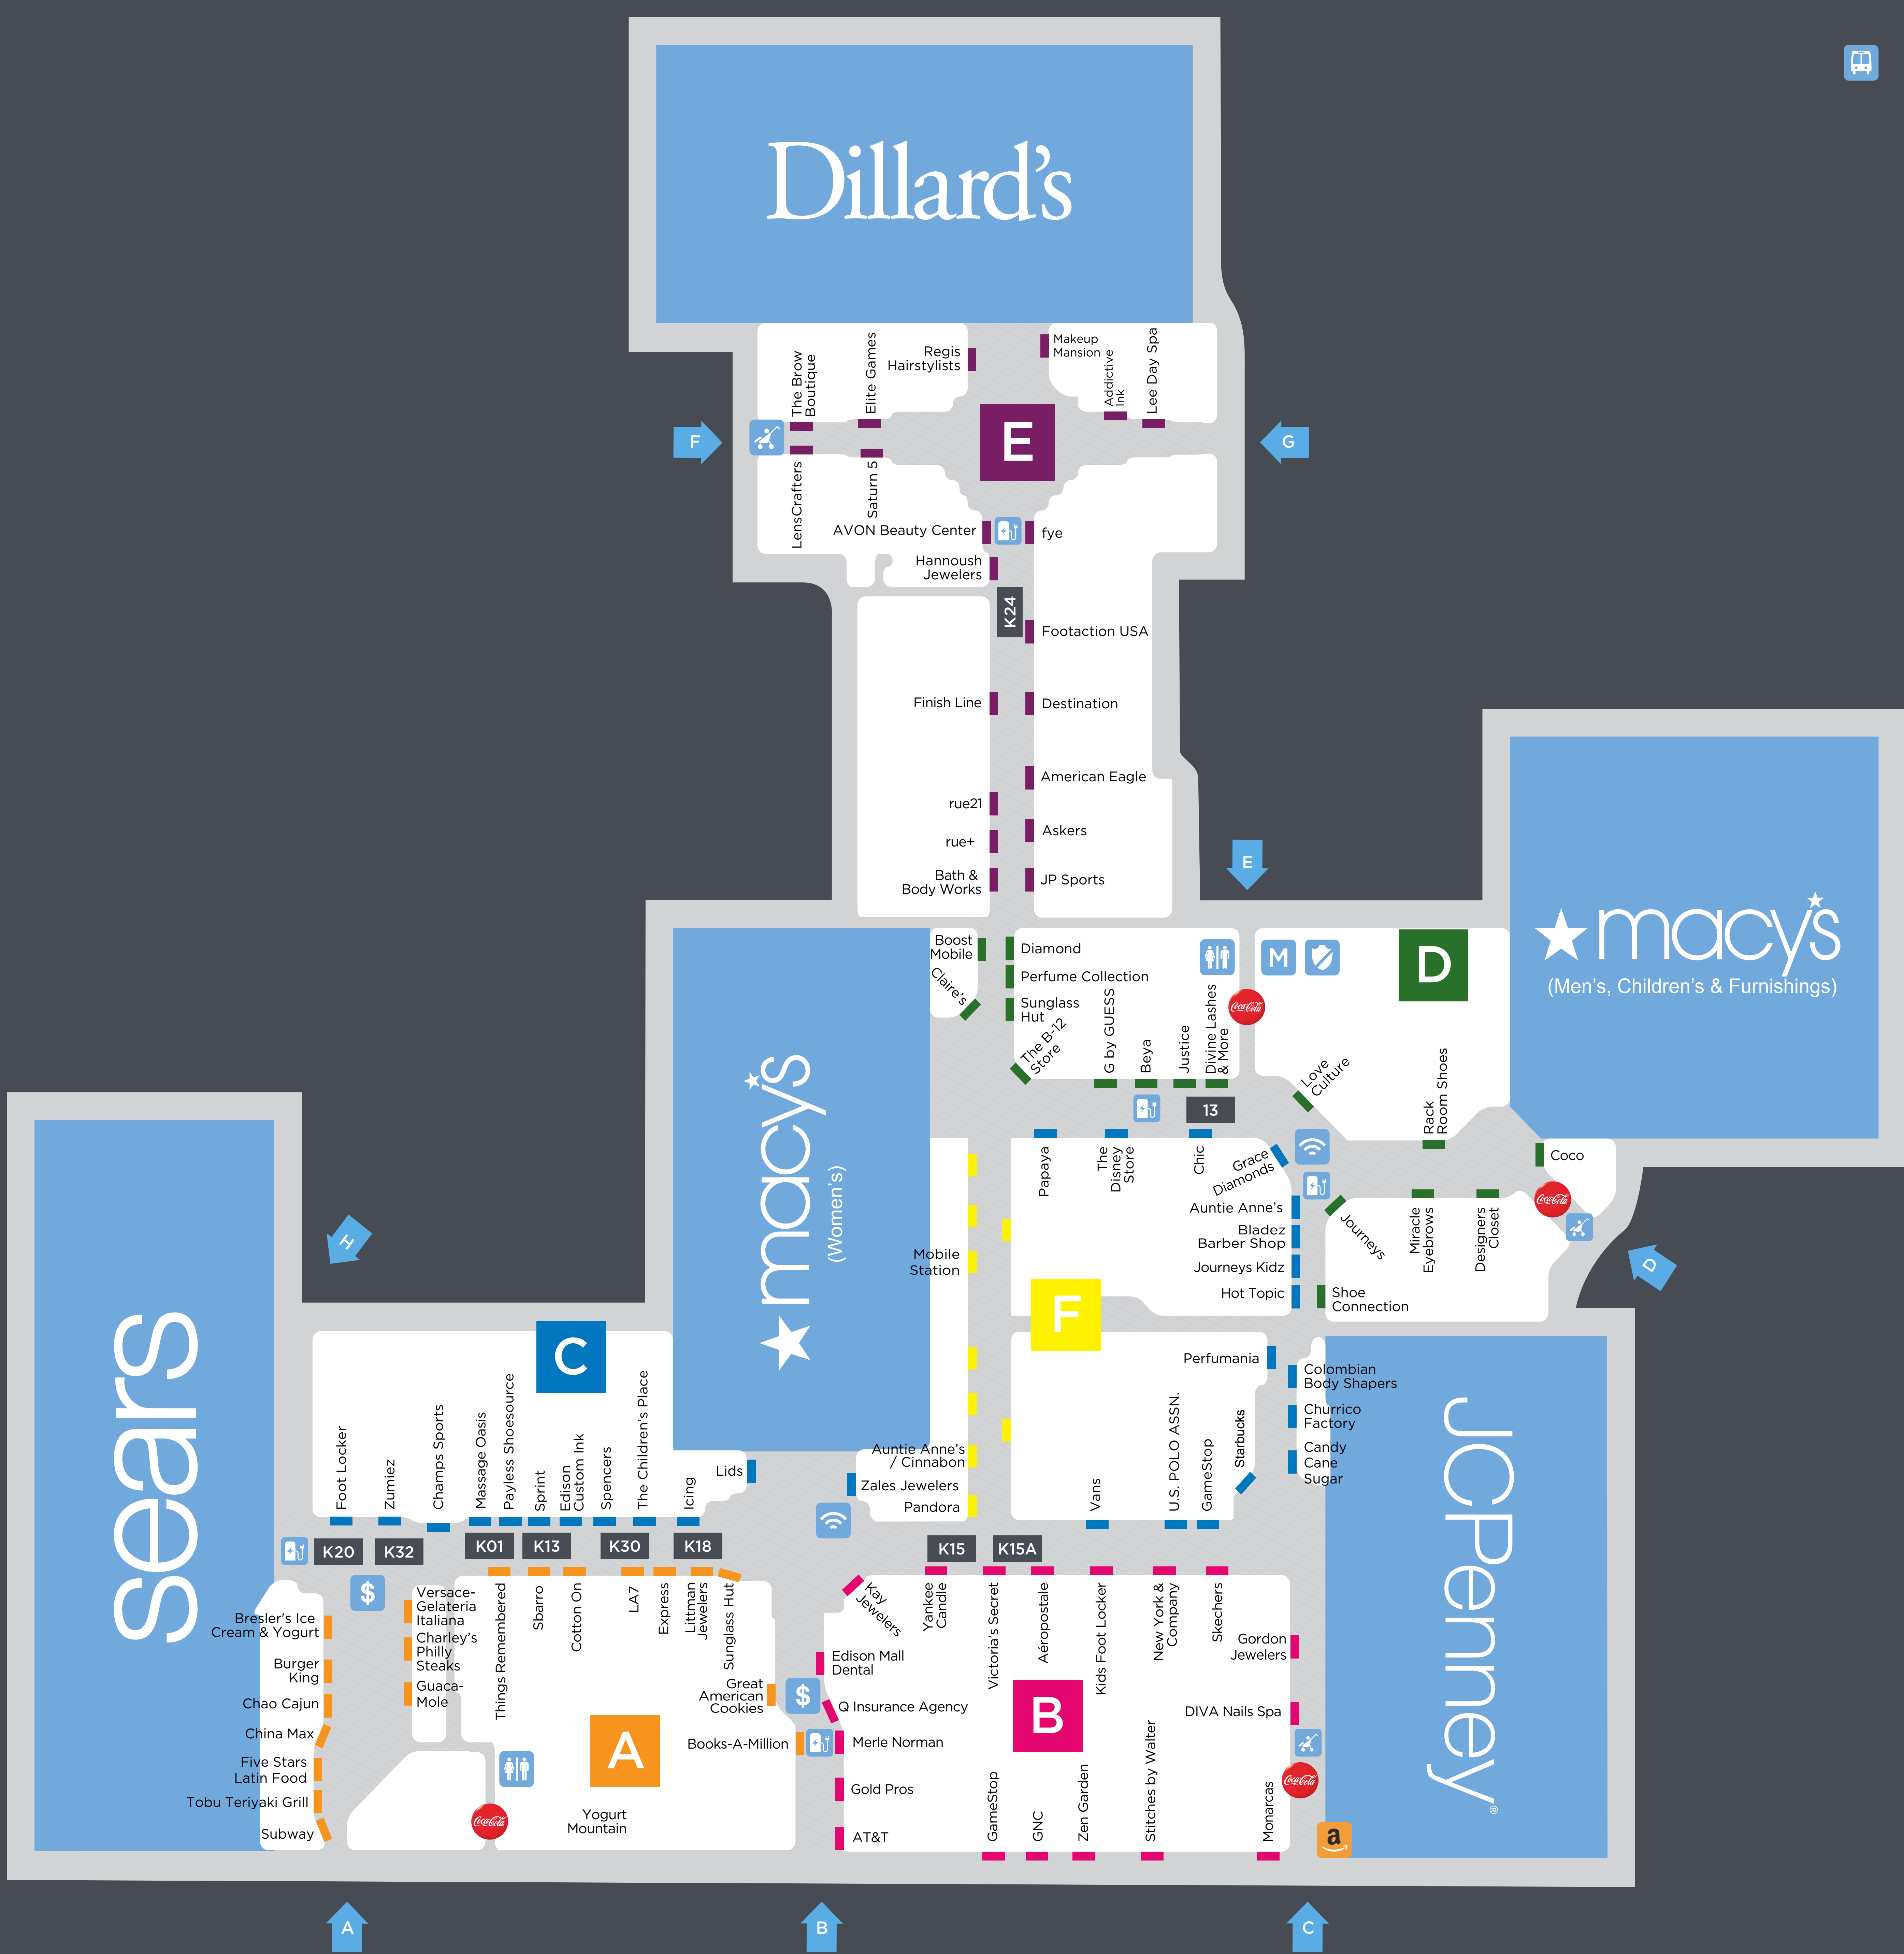 Dillard's
The Brow
Boutique
Elite Games
Regis
Hairstylists
Makeup
Mansion
Addictive
Ink
Lee Day Spa
F
E
G
LensCrafters
Saturn 5
AVON Beauty Center
fye
Hannoush
Jewelers
K24
Footaction USA
Finish Line
Destination
American Eagle
rue21
Askers
rue+
Bath &
Body Works
JP Sports
E
Boost
Mobile
Claire's
Diamond
Perfume Collection
Sunglass
Hut
The B-12
Store
G by GUESS
Beya
Justice
Divine Lashes
& More
M
Coca-Cola
D
macy's
(Men's, Children's & Furnishings)
Love
Culture
Rack
Room Shoes
13
Papaya
The
Disney
Store
Chic
Grace
Diamonds
Coco
Coca-Cola
Auntie Anne's
Bladez
Barber Shop
Journeys Kidz
Hot Topic
Journeys
Miracle
Eyebrows
Designers
Closet
Shoe
Connection
D
H
macy's
(Women's)
Mobile
Station
F
sears
C
Foot Locker
Zumiez
Champs Sports
Massage Oasis
Payless Shoesource
Sprint
Edison
Custom Ink
Spencers
The Children's Place
Icing
Lids
Auntie Anne's
/ Cinnabon
Zales Jewelers
Pandora
Perfumania
Vans
U.S. POLO ASSN.
GameStop
Starbucks
Colombian
Body Shapers
Churrico
Factory
Candy
Cane
Sugar
JCPenney®
K20
K32
K01
K13
K30
K18
K15
K15A
$
Bresler's Ice
Cream & Yogurt
Burger
King
Chao Cajun
China Max
Five Stars
Latin Food
Tobu Teriyaki Grill
Subway
Versace-
Gelateria
Italiana
Charley's
Philly
Steaks
Guaca-
Mole
Things Remembered
Sbarro
Cotton On
LA7
Express
Littman
Jewelers
Sunglass Hut
Great
American
Cookies
Books-A-Million
A
Yogurt
Mountain
Coca-Cola
$
Kay
Jewelers
Yankee
Candle
Victoria's Secret
Aéropostale
Kids Foot Locker
New York &
Company
Skechers
Gordon
Jewelers
Edison Mall
Dental
Q Insurance Agency
Merle Norman
Gold Pros
AT&T
B
DIVA Nails Spa
GameStop
GNC
Zen Garden
Stitches by Walter
Monarcas
Coca-Cola
a
A
B
C